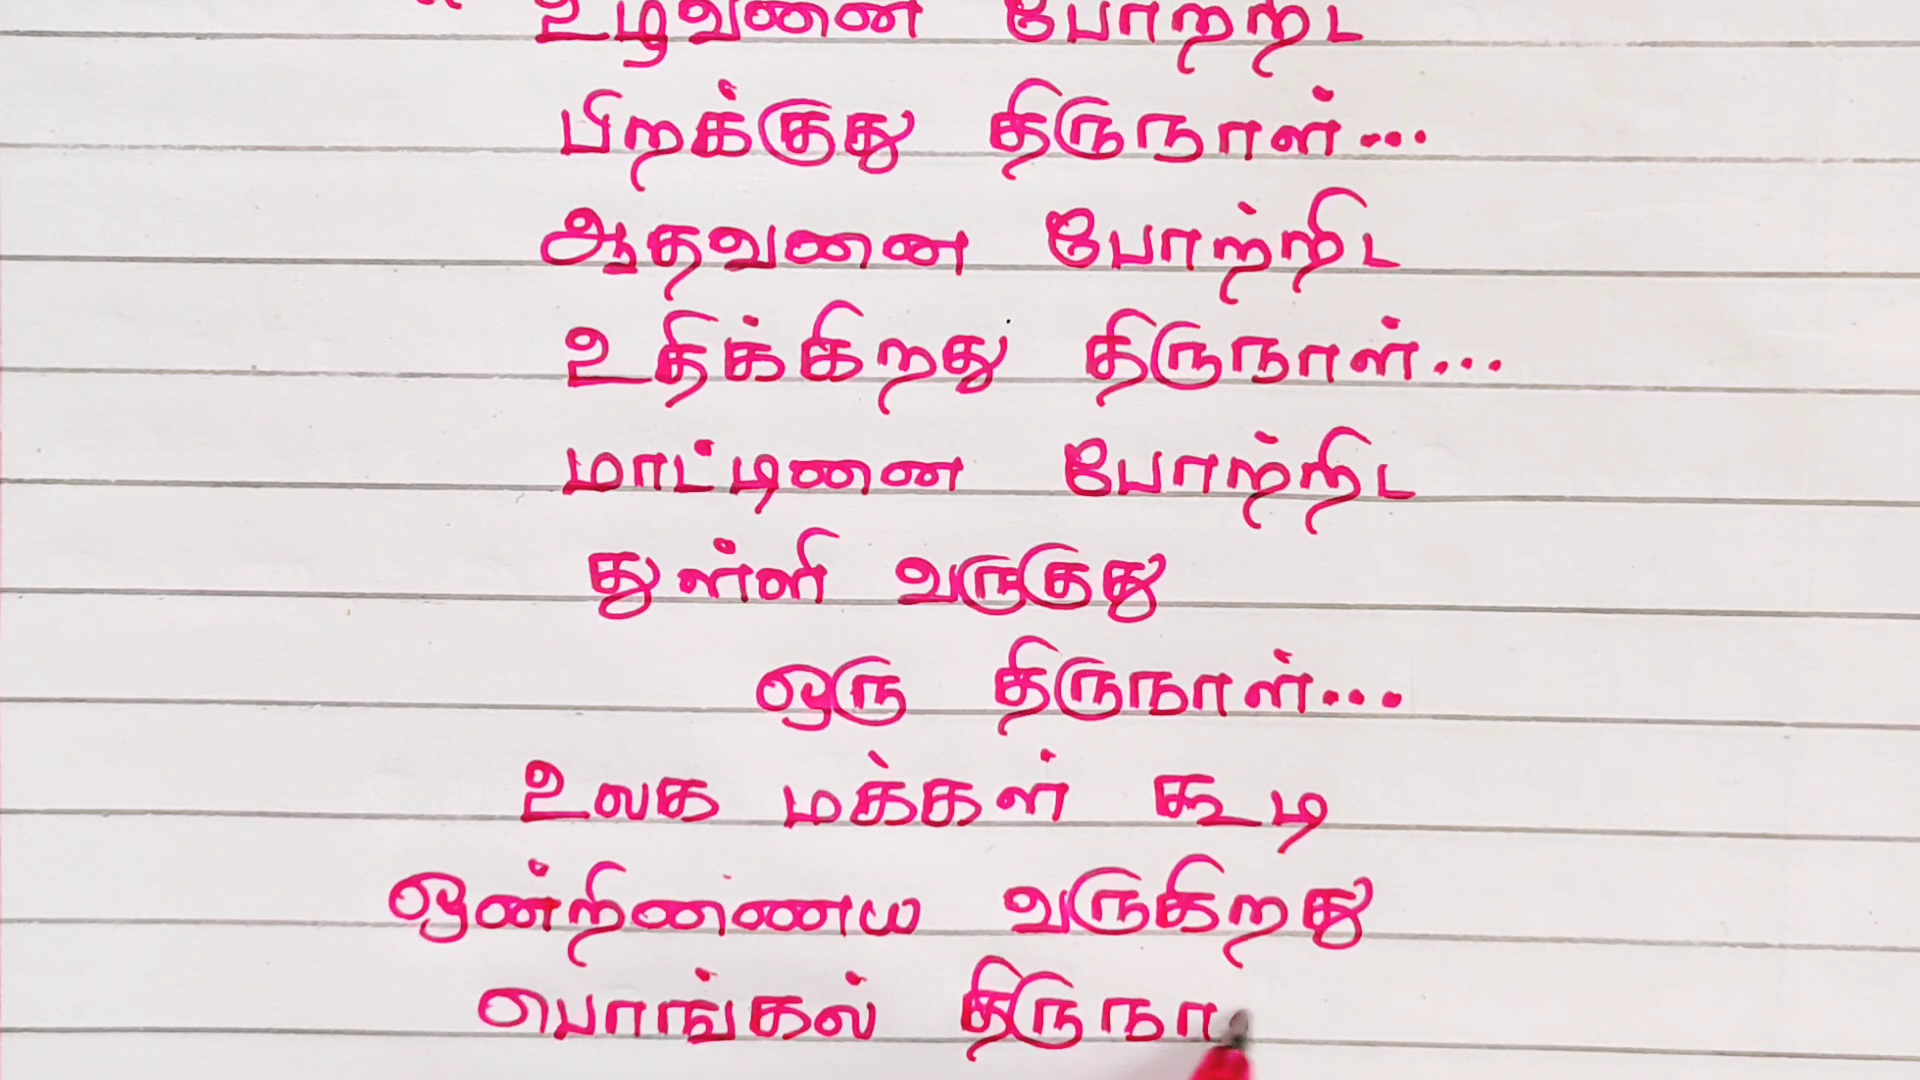 உழவனை போற்றிட
பிறக்குது திருநாள்...
ஆதவனை போற்றிட
உதிக்கிறது திருநாள்...
மாட்டினை போற்றிட
துள்ளி வருகுது
ஒரு திருநாள்...
உலக மக்கள் கூடி
ஒன்றிணைய வருகிறது
பொங்கல் திருநா